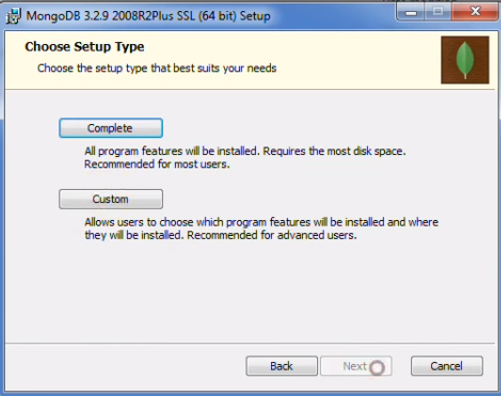 MongoDB 3.2.9 2008R2Plus SSL (64 bit) Setup
Choose Setup Type
Choose the setup type that best suits your needs
Complete
All program features will be installed. Requires the most disk space.
Recommended for most users.
Custom
Allows users to choose which program features will be installed and where
they will be installed. Recommended for advanced users.
Back Next Cancel